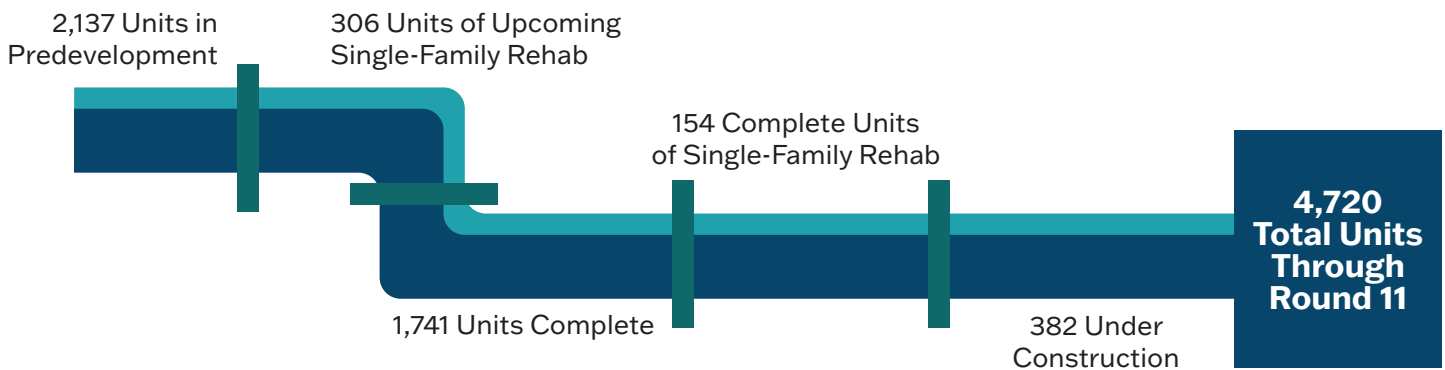 2,137 Units in
Predevelopment
306 Units of Upcoming
Single-Family Rehab
154 Complete Units
of Single-Family Rehab
1,741 Units Complete
382 Under
Construction
4,720
Total Units
Through
Round 11